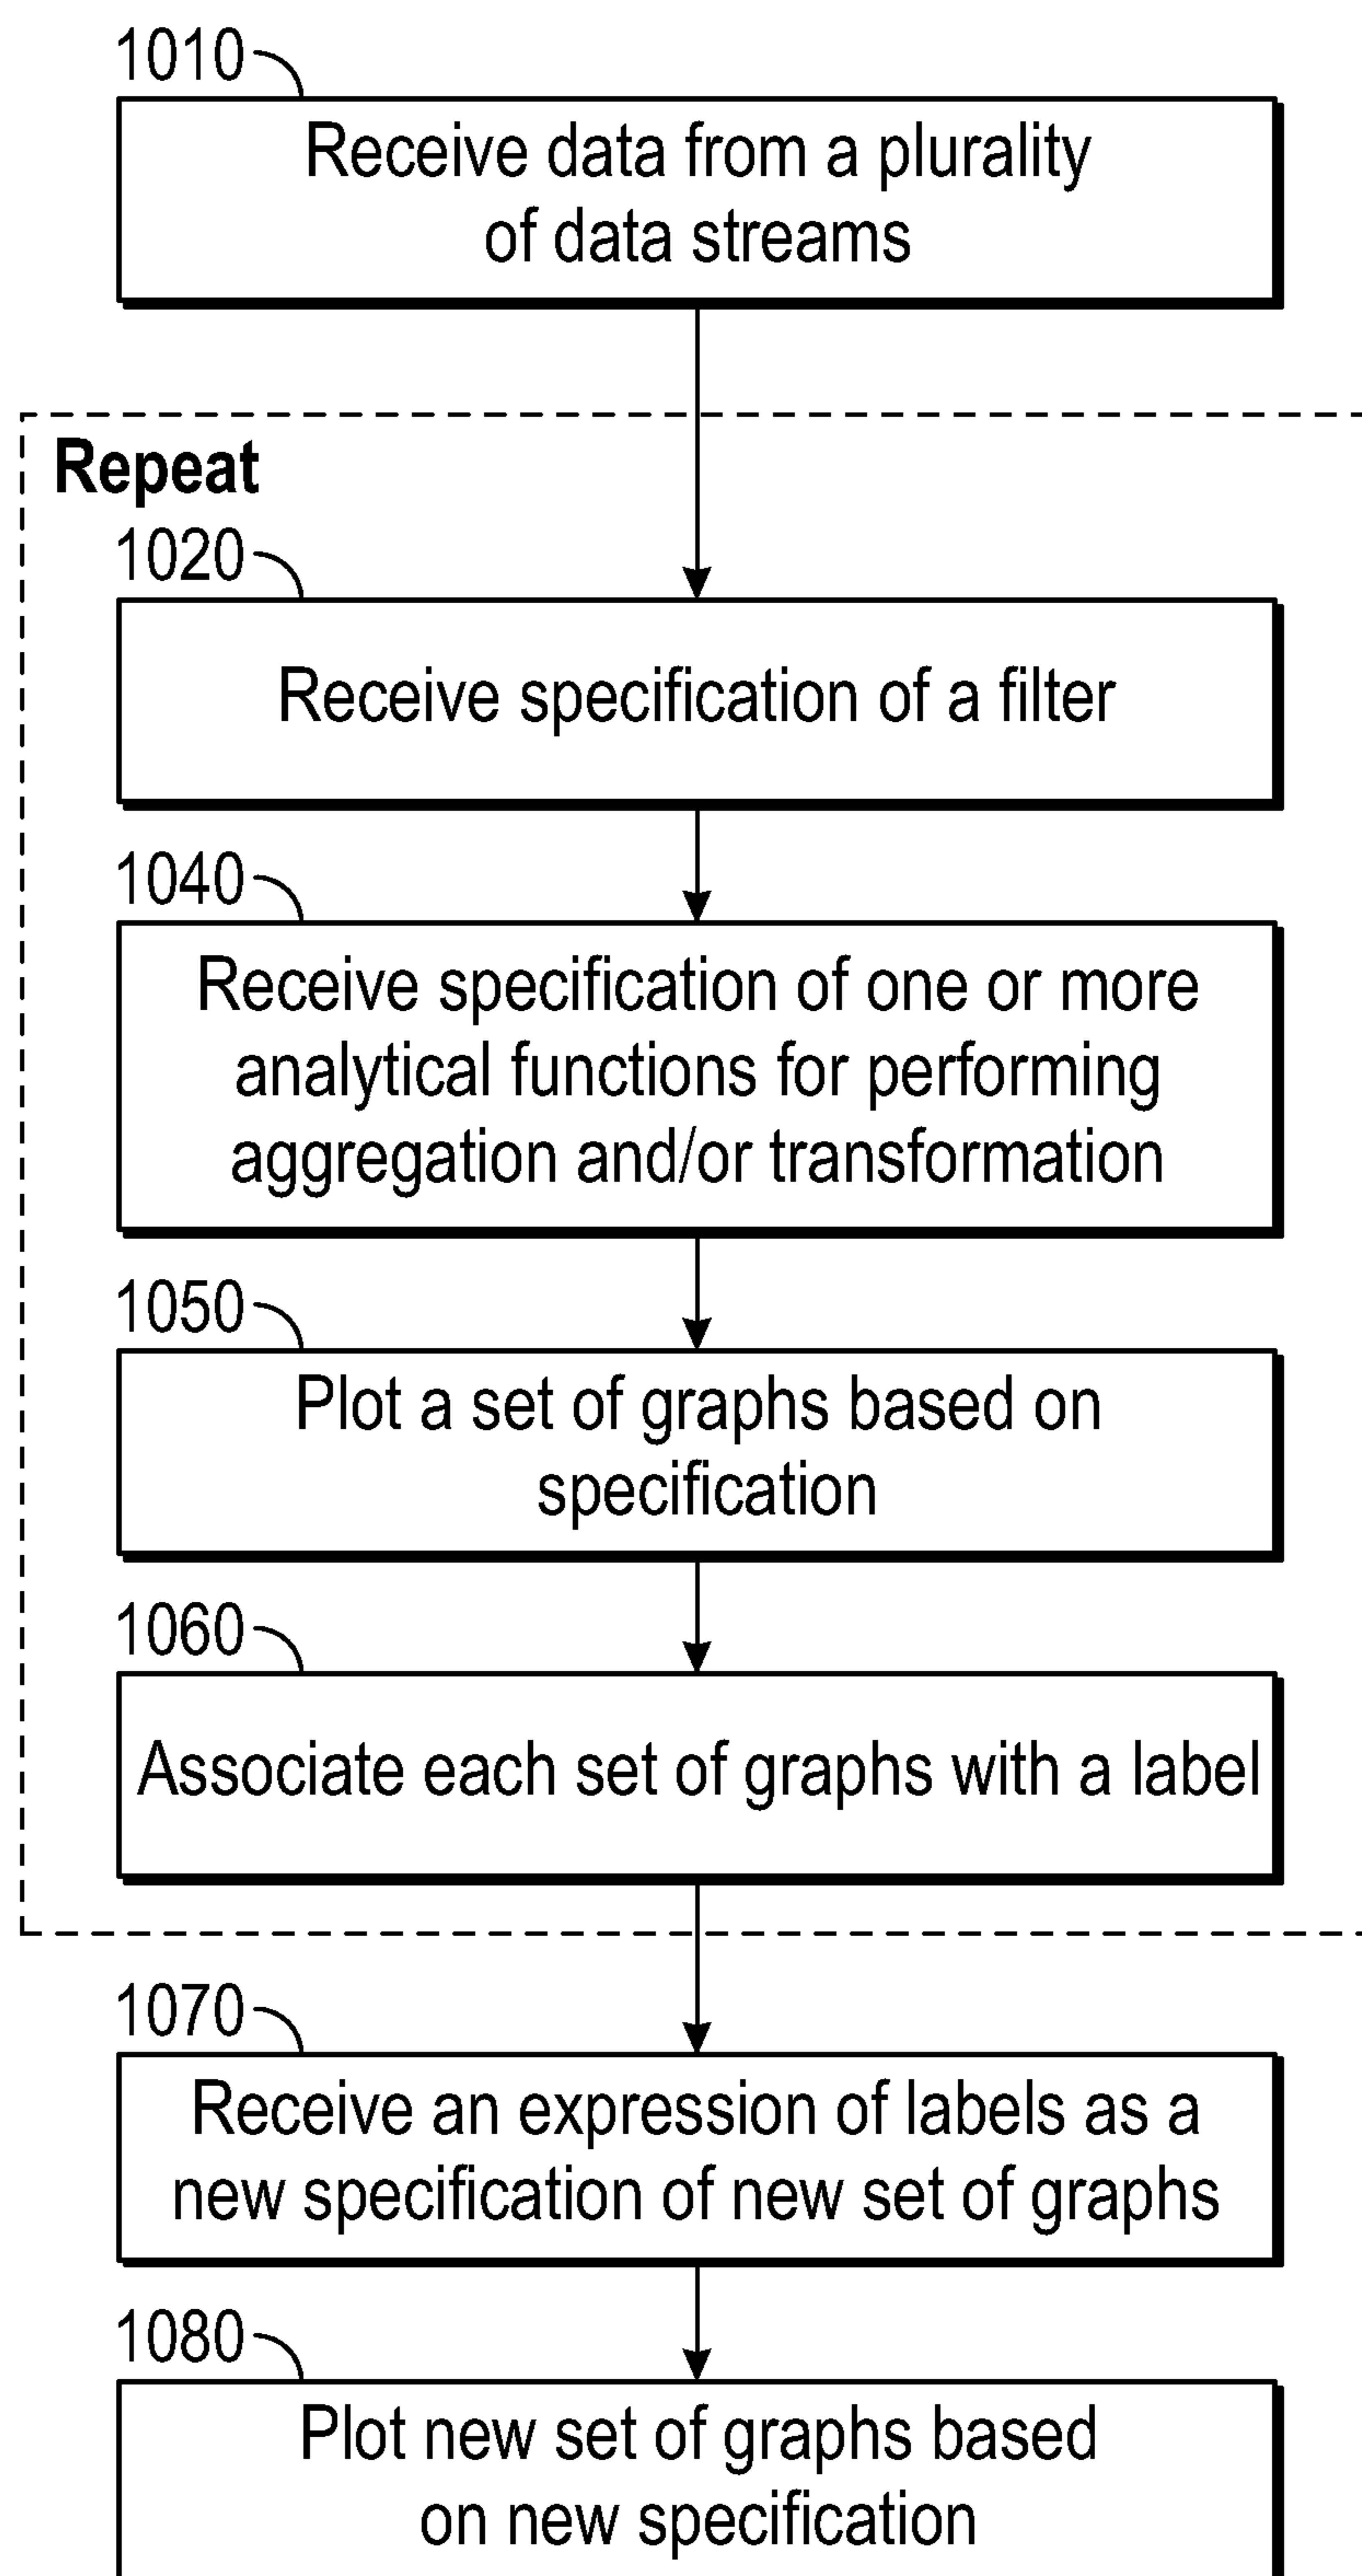 1010
Receive data from a plurality
of data streams
Repeat
1020
Receive specification of a filter
1040
Receive specification of one or more
analytical functions for performing
aggregation and/or transformation
1050
Plot a set of graphs based on
specification
1060
Associate each set of graphs with a label
1070
Receive an expression of labels as a
new specification of new set of graphs
1080
Plot new set of graphs based
on new specification